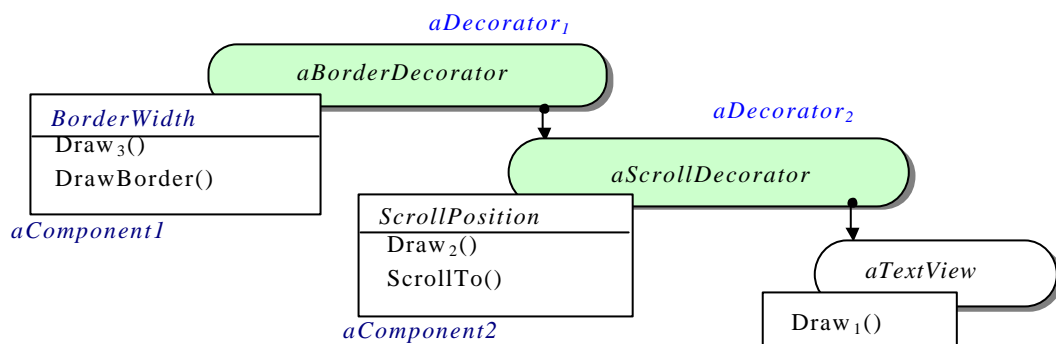 aDecorator₁
aBorderDecorator
BorderWidth
Draw₃()
DrawBorder()
aComponent1
aDecorator₂
aScrollDecorator
ScrollPosition
Draw₂()
ScrollTo()
aComponent2
aTextView
Draw₁()